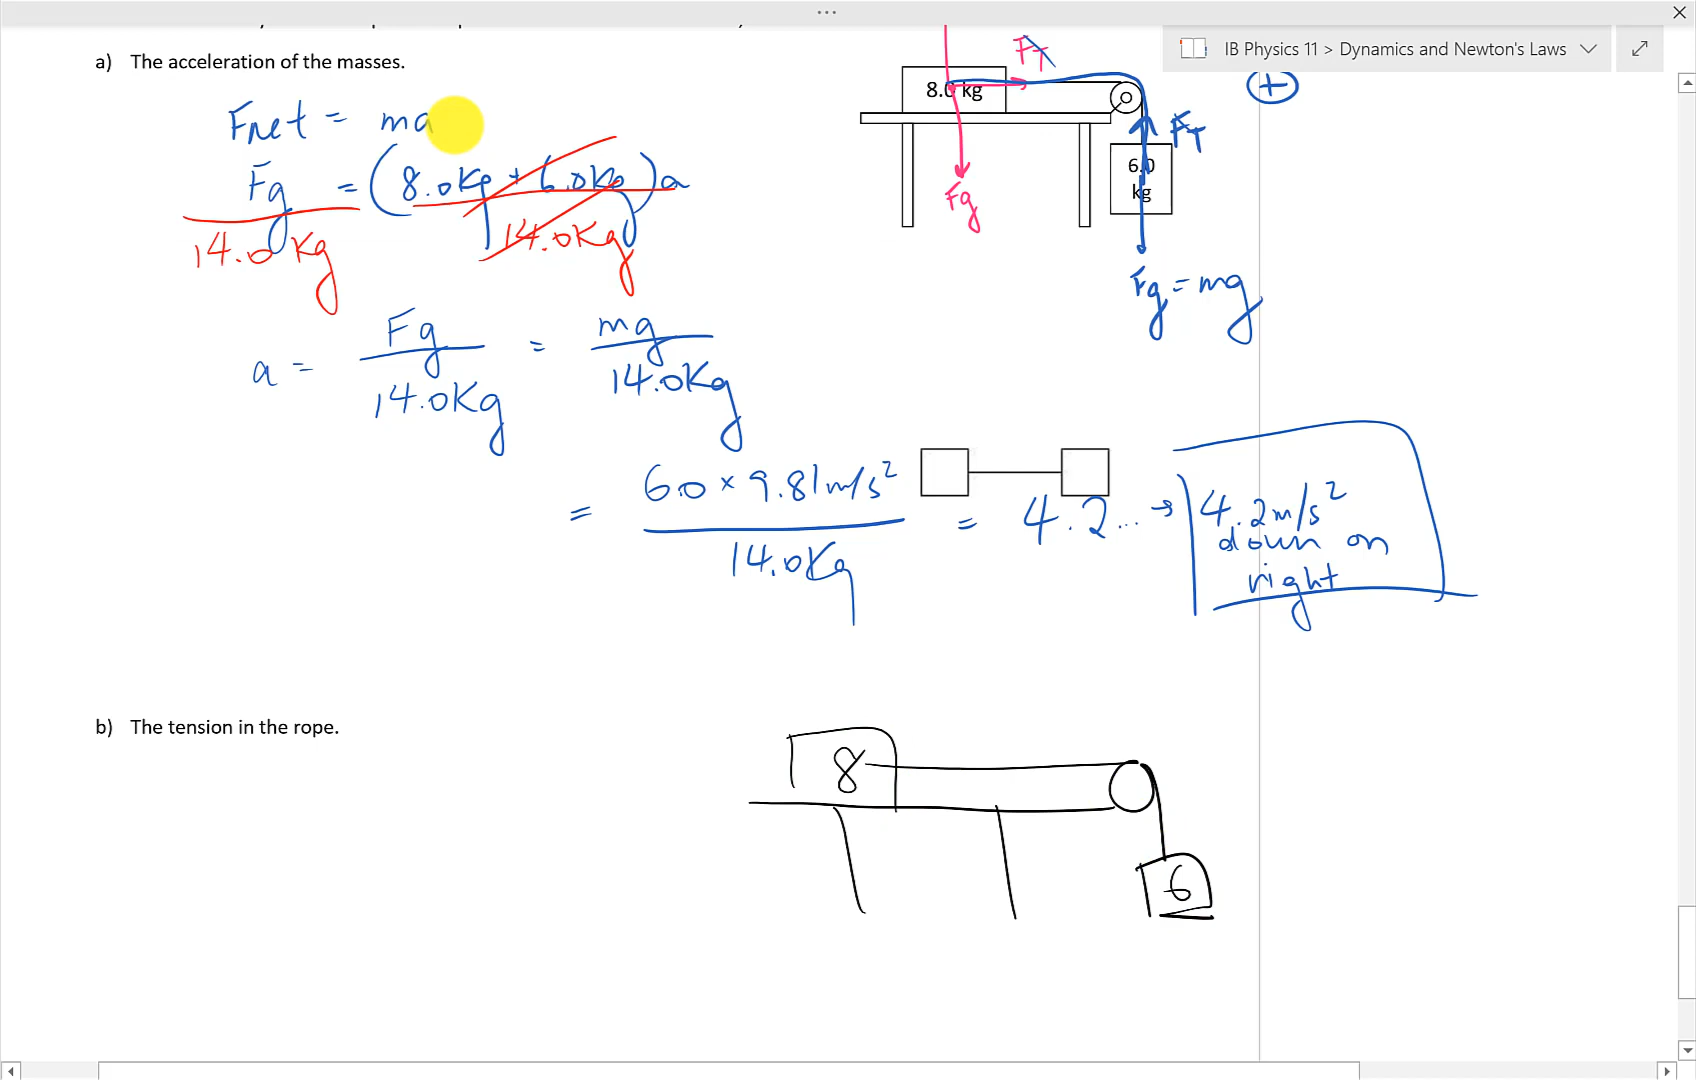 IB Physics 11 > Dynamics and Newton's Laws
a) The acceleration of the masses.
Fnet = ma
Fg = (8.0Kg + 6.0Kg)a
14.0Kg 14.0Kg
a = Fg = mg
14.0Kg 14.0Kg
= 6.0 × 9.81m/s² = 4.2... → 4.2m/s²
14.0Kg
down on
right
FT
8.0 kg
Fg
+
FT
6.0
kg
Fg = mg
b) The tension in the rope.
8
6